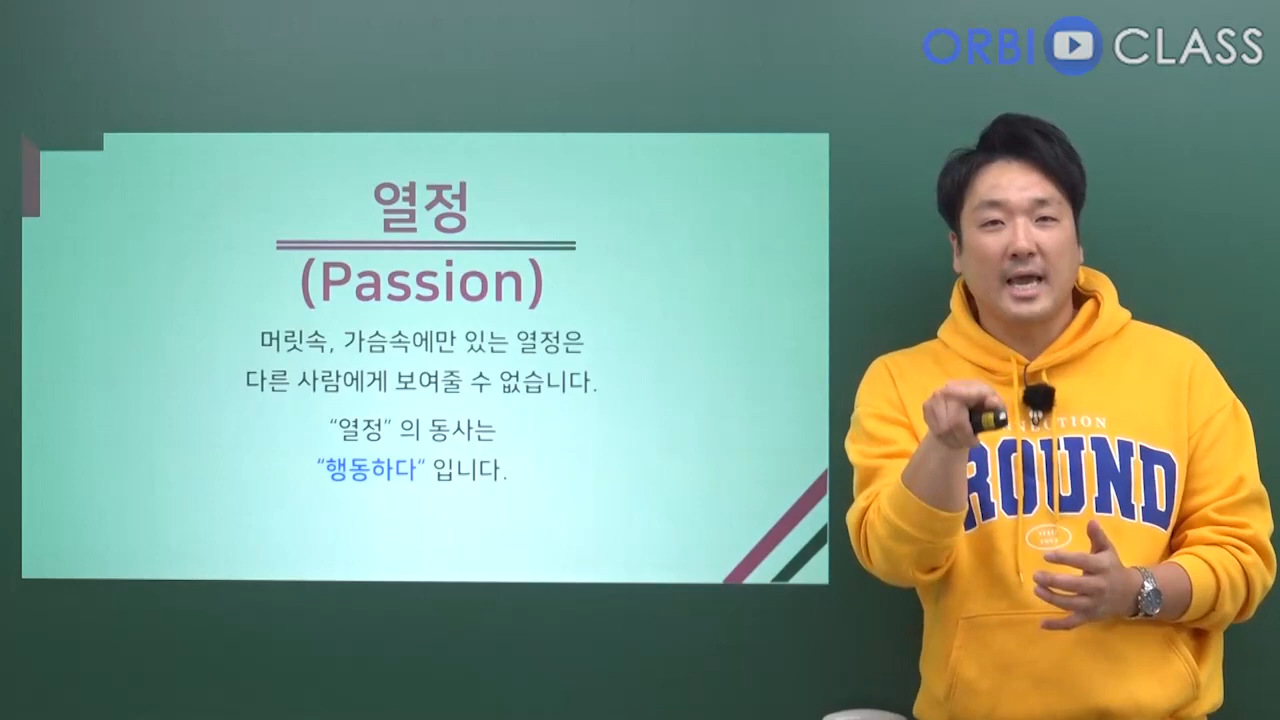 ORBI CLASS
열정
(Passion)
머릿속, 가슴속에만 있는 열정은
다른 사람에게 보여줄 수 없습니다.
“열정” 의 동사는
“행동하다“ 입니다.
ROUND